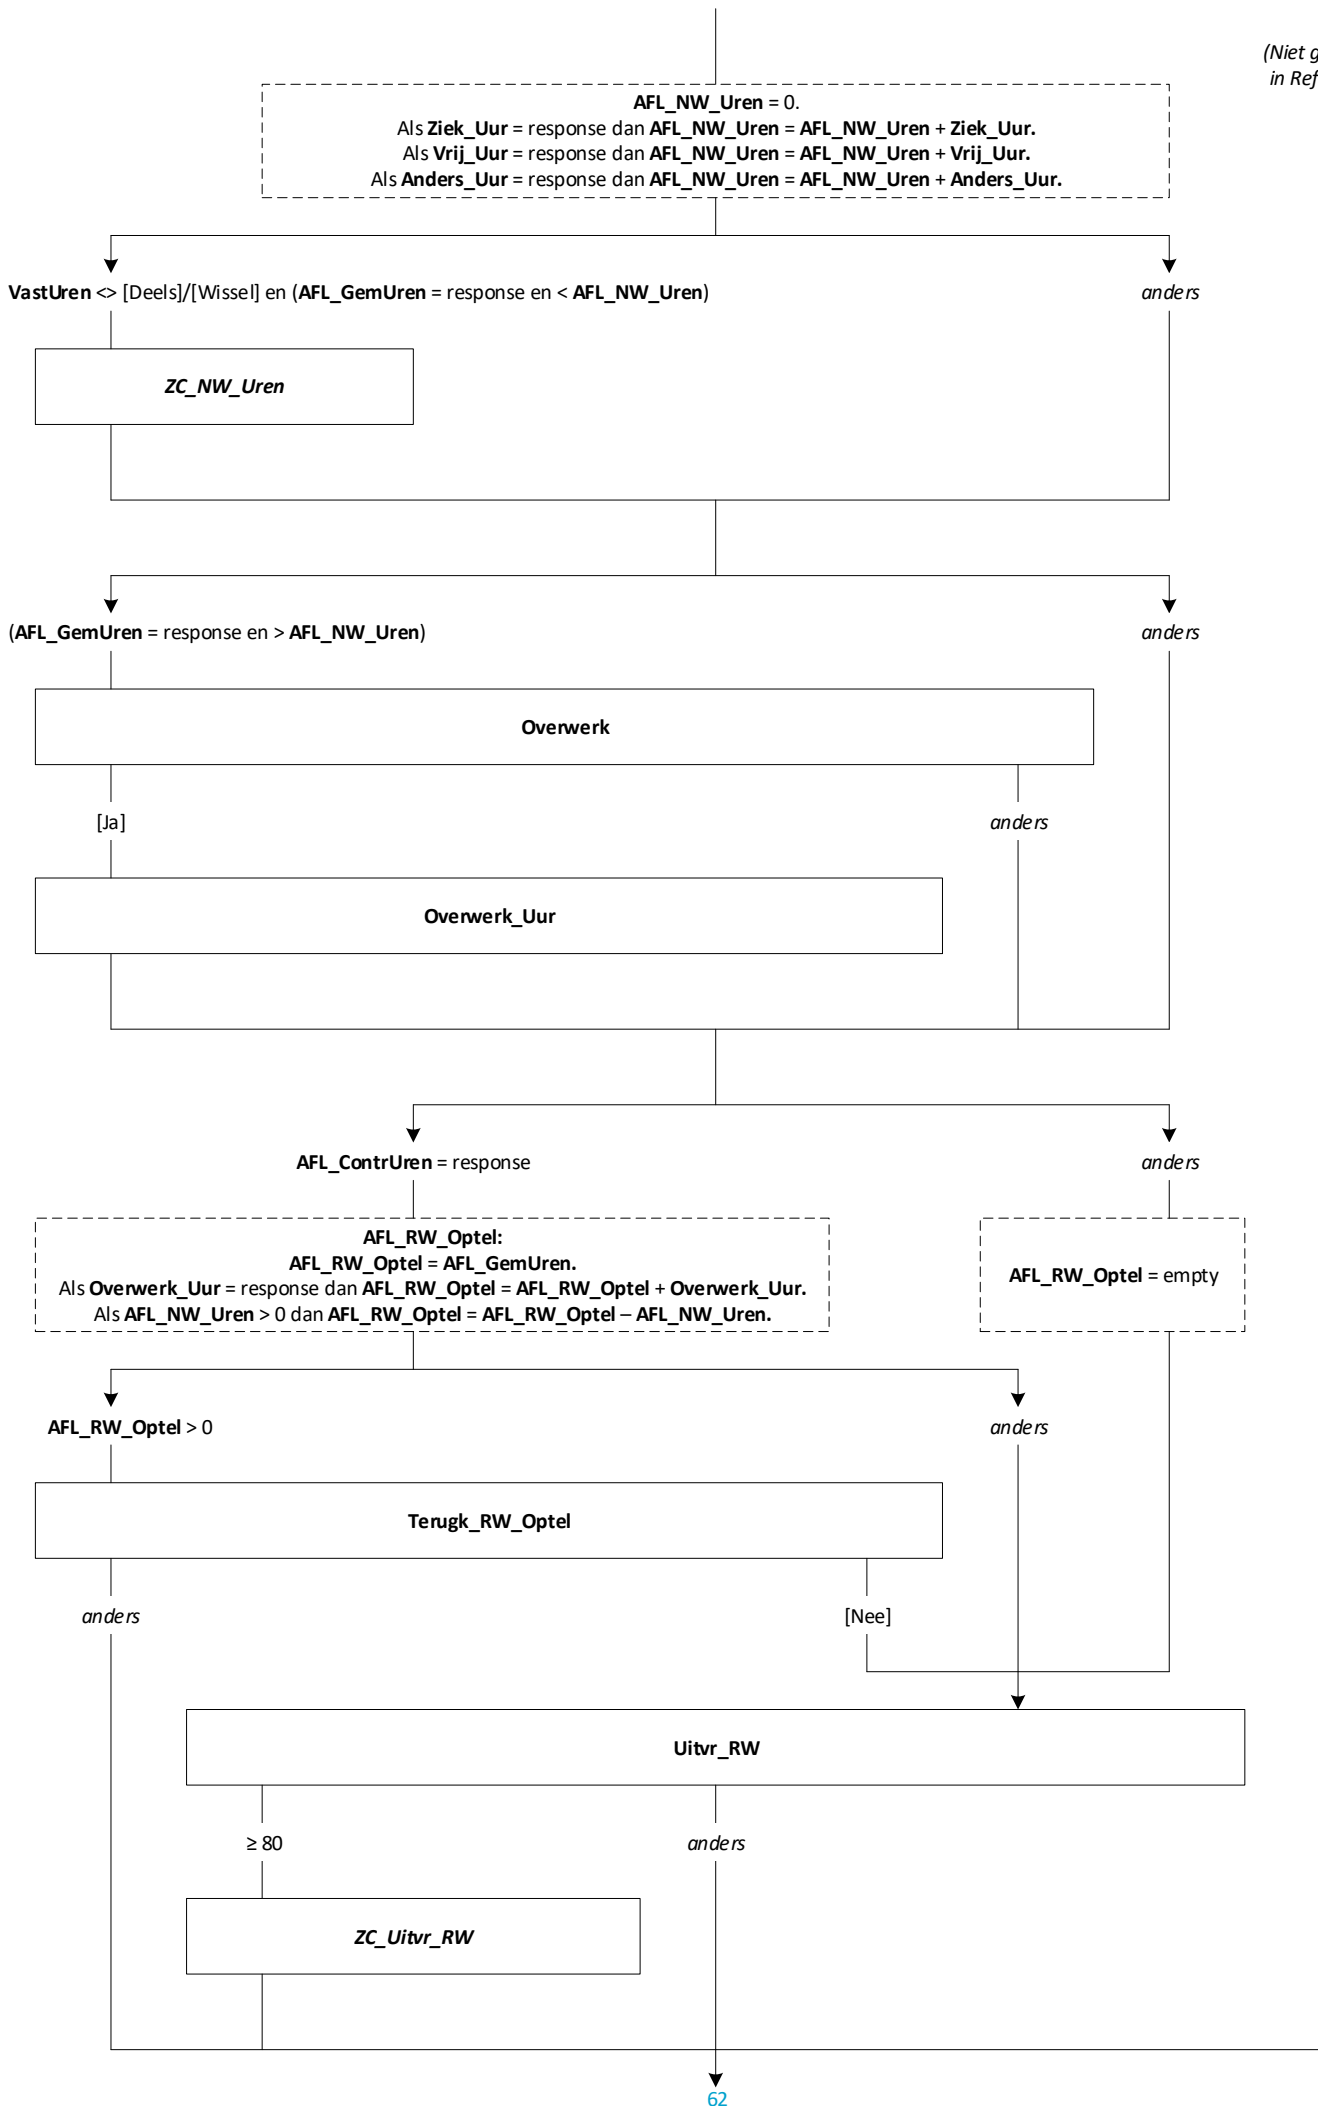 (Niet g
in Ref
AFL_NW_Uren = 0.
Als Ziek_Uur = response dan AFL_NW_Uren = AFL_NW_Uren + Ziek_Uur.
Als Vrij_Uur = response dan AFL_NW_Uren = AFL_NW_Uren + Vrij_Uur.
Als Anders_Uur = response dan AFL_NW_Uren = AFL_NW_Uren + Anders_Uur.
VastUren <> [Deels]/[Wissel] en (AFL_GemUren = response en < AFL_NW_Uren)
anders
ZC_NW_Uren
(AFL_GemUren = response en > AFL_NW_Uren)
anders
Overwerk
[Ja]
anders
Overwerk_Uur
AFL_ContrUren = response
anders
AFL_RW_Optel:
AFL_RW_Optel = AFL_GemUren.
Als Overwerk_Uur = response dan AFL_RW_Optel = AFL_RW_Optel + Overwerk_Uur.
Als AFL_NW_Uren > 0 dan AFL_RW_Optel = AFL_RW_Optel – AFL_NW_Uren.
AFL_RW_Optel = empty
AFL_RW_Optel > 0
anders
Terugk_RW_Optel
anders
[Nee]
Uitvr_RW
≥ 80
anders
ZC_Uitvr_RW
62